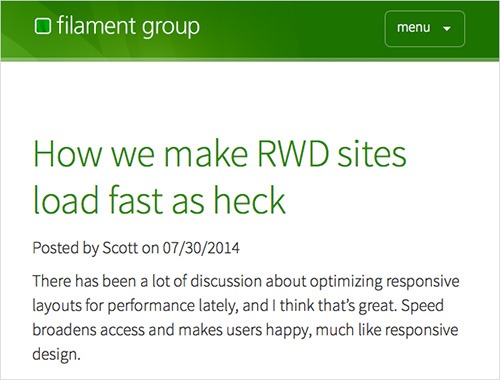 filament group
menu
How we make RWD sites
load fast as heck
Posted by Scott on 07/30/2014
There has been a lot of discussion about optimizing responsive
layouts for performance lately, and I think that’s great. Speed
broadens access and makes users happy, much like responsive
design.